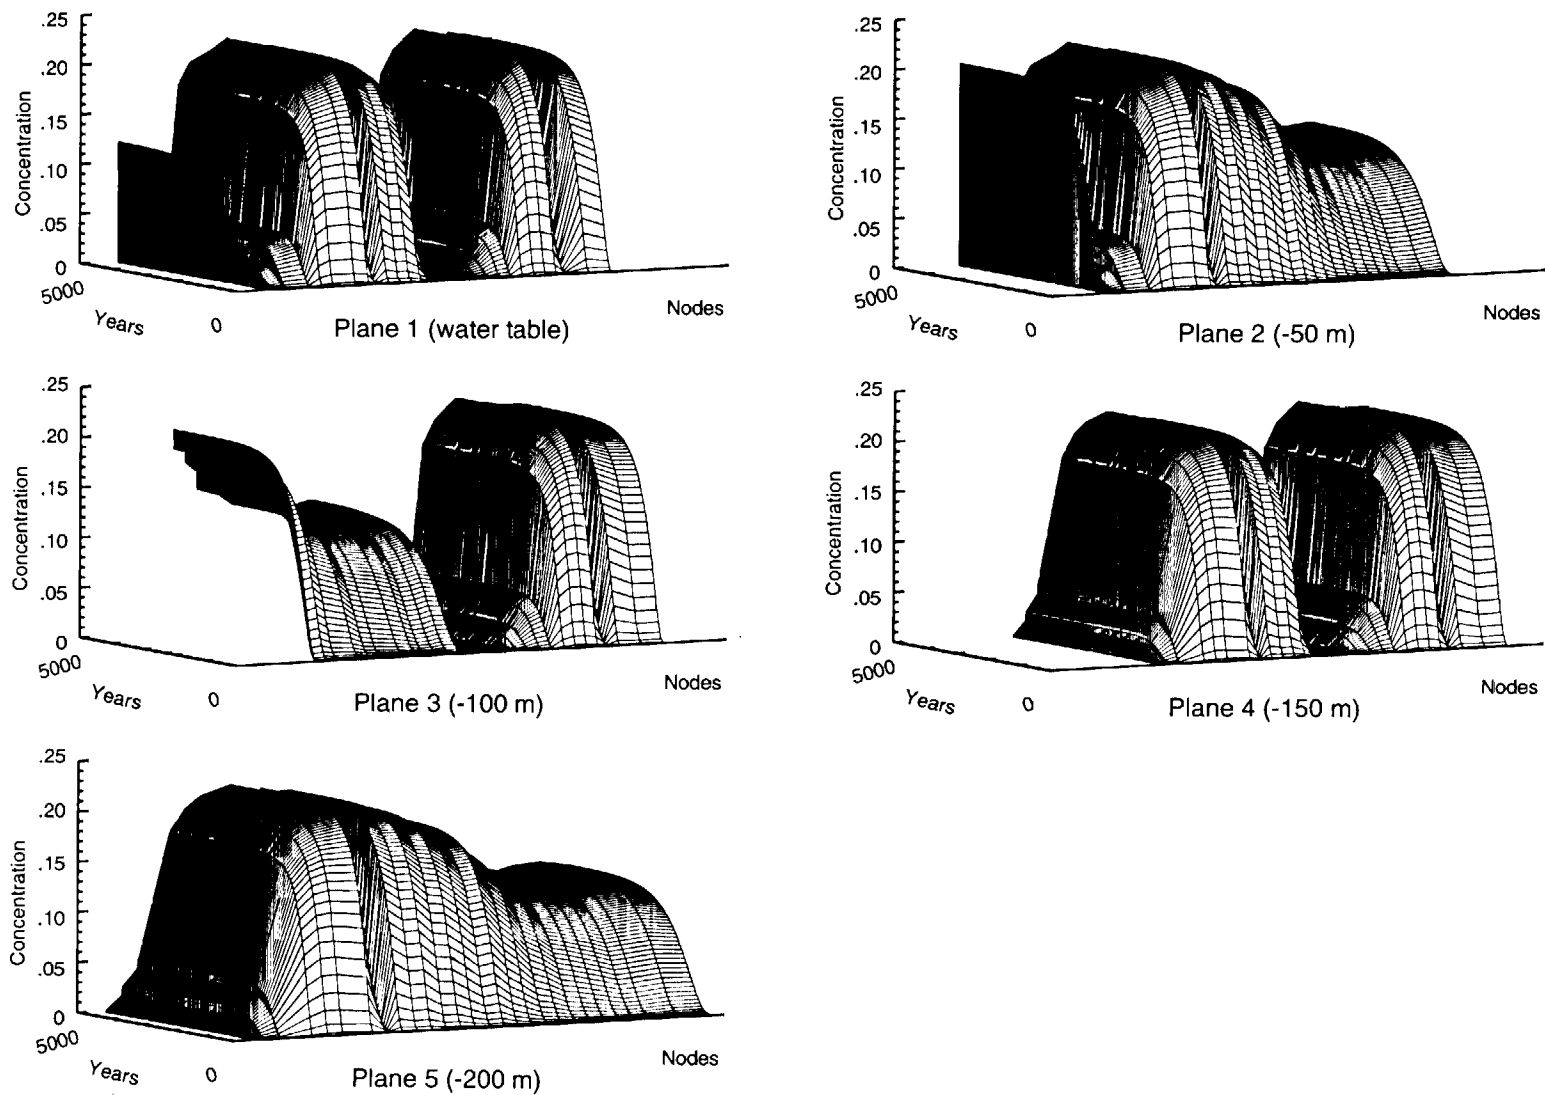 .25
.20
.15
.10
.05
0
Concentration
5000
Years
0
Nodes
Plane 1 (water table)
.25
.20
.15
.10
.05
0
Concentration
5000
Years
0
Nodes
Plane 2 (-50 m)
.25
.20
.15
.10
.05
0
Concentration
5000
Years
0
Nodes
Plane 3 (-100 m)
.25
.20
.15
.10
.05
0
Concentration
5000
Years
0
Nodes
Plane 4 (-150 m)
.25
.20
.15
.10
.05
0
Concentration
5000
Years
0
Nodes
Plane 5 (-200 m)